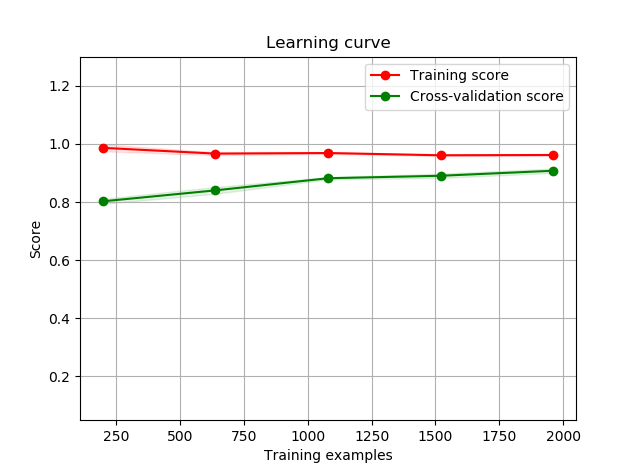 Learning curve
Training score
Cross-validation score
1.2
1.0
0.8
0.6
0.4
0.2
Score
250 500 750 1000 1250 1500 1750 2000
Training examples